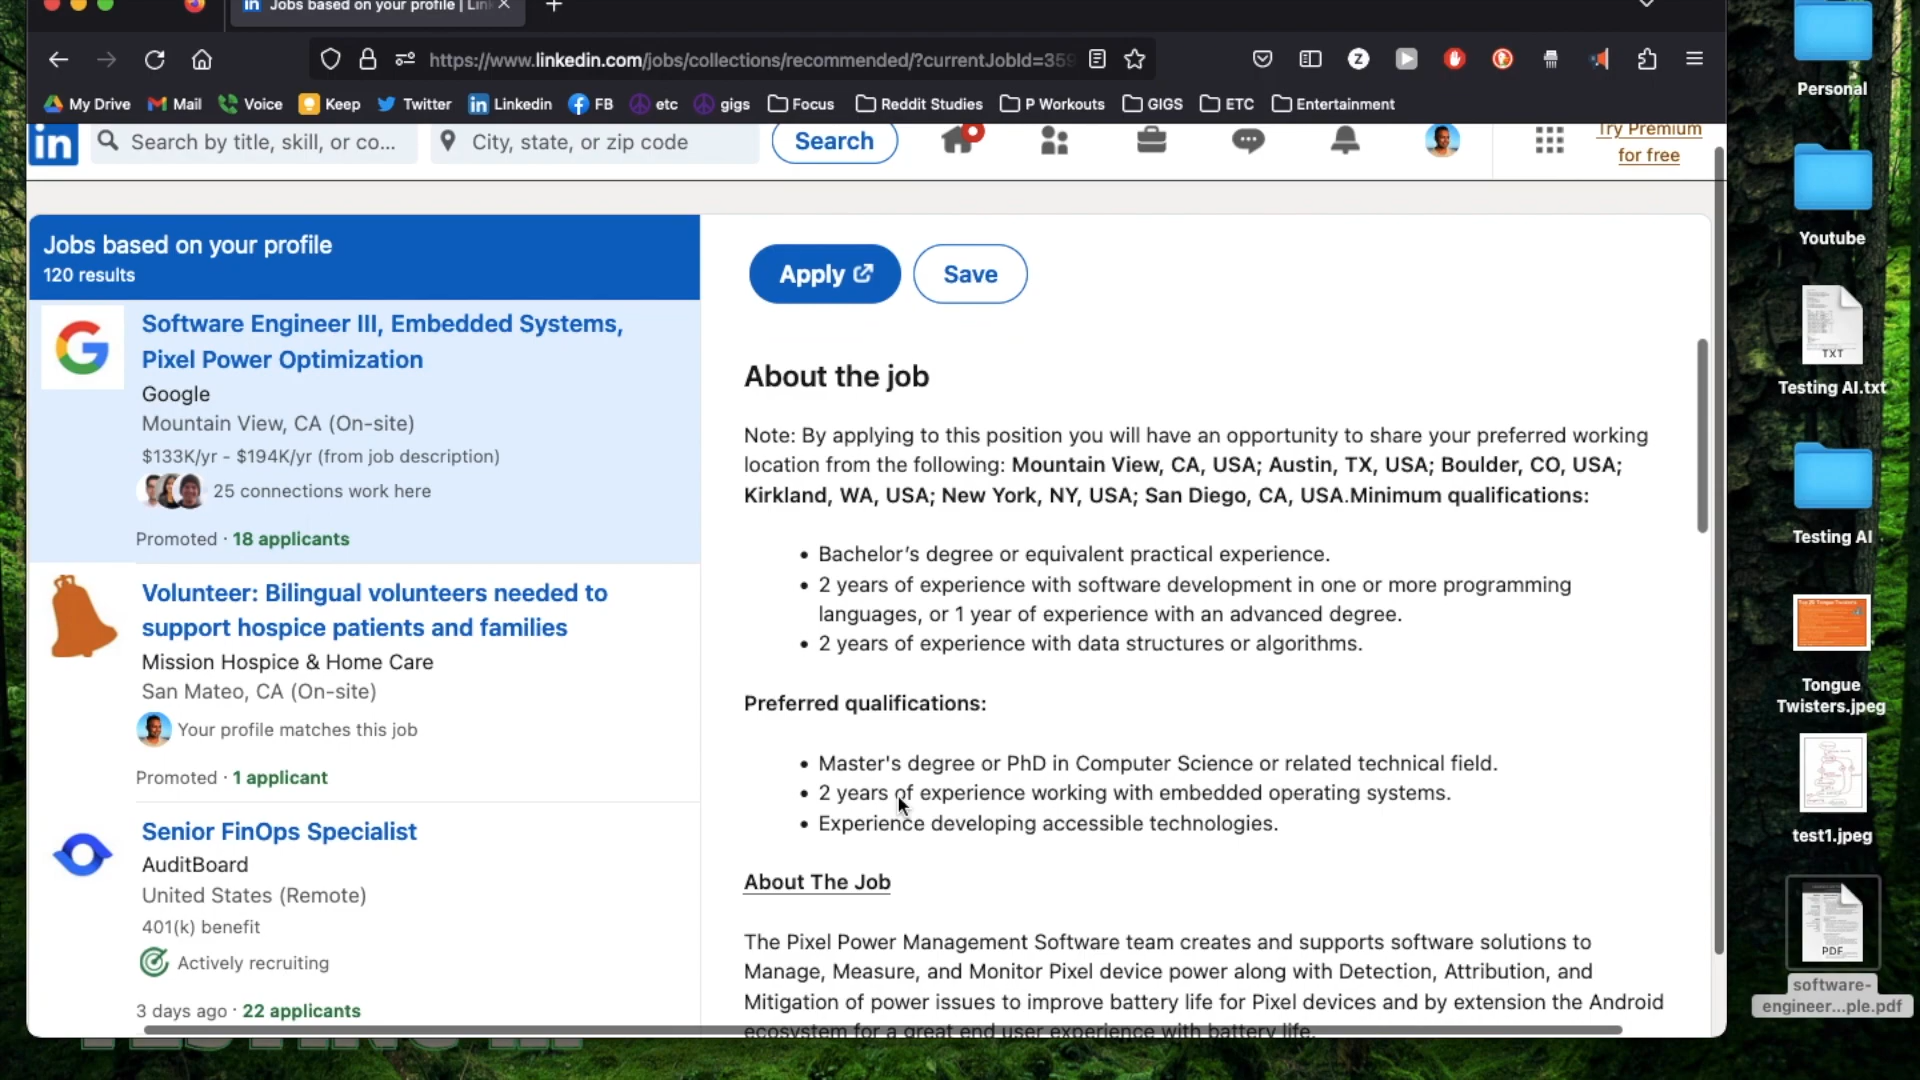 Jobs based on your profile | Lin
https://www.linkedin.com/jobs/collections/recommended/?currentJobId=359
My Drive
Mail
Voice
Keep
Twitter
Linkedin
FB
etc
gigs
Focus
Reddit Studies
P Workouts
GIGS
ETC
Entertainment
Search by title, skill, or co...
City, state, or zip code
Search
Try Premium
for free
Jobs based on your profile
120 results
Software Engineer III, Embedded Systems,
Pixel Power Optimization
Google
Mountain View, CA (On-site)
$133K/yr - $194K/yr (from job description)
25 connections work here
Promoted · 18 applicants
Volunteer: Bilingual volunteers needed to
support hospice patients and families
Mission Hospice & Home Care
San Mateo, CA (On-site)
Your profile matches this job
Promoted · 1 applicant
Senior FinOps Specialist
AuditBoard
United States (Remote)
401(k) benefit
Actively recruiting
3 days ago · 22 applicants
Apply
Save
About the job
Note: By applying to this position you will have an opportunity to share your preferred working
location from the following: Mountain View, CA, USA; Austin, TX, USA; Boulder, CO, USA;
Kirkland, WA, USA; New York, NY, USA; San Diego, CA, USA.Minimum qualifications:
• Bachelor's degree or equivalent practical experience.
• 2 years of experience with software development in one or more programming
languages, or 1 year of experience with an advanced degree.
• 2 years of experience with data structures or algorithms.
Preferred qualifications:
• Master's degree or PhD in Computer Science or related technical field.
• 2 years of experience working with embedded operating systems.
• Experience developing accessible technologies.
About The Job
The Pixel Power Management Software team creates and supports software solutions to
Manage, Measure, and Monitor Pixel device power along with Detection, Attribution, and
Mitigation of power issues to improve battery life for Pixel devices and by extension the Android
ecosystem for a great end user experience with battery life.
Personal
Youtube
TXT
Testing AI.txt
Testing AI
Tongue
Twisters.jpeg
test1.jpeg
PDF
software-
engineer...ple.pdf